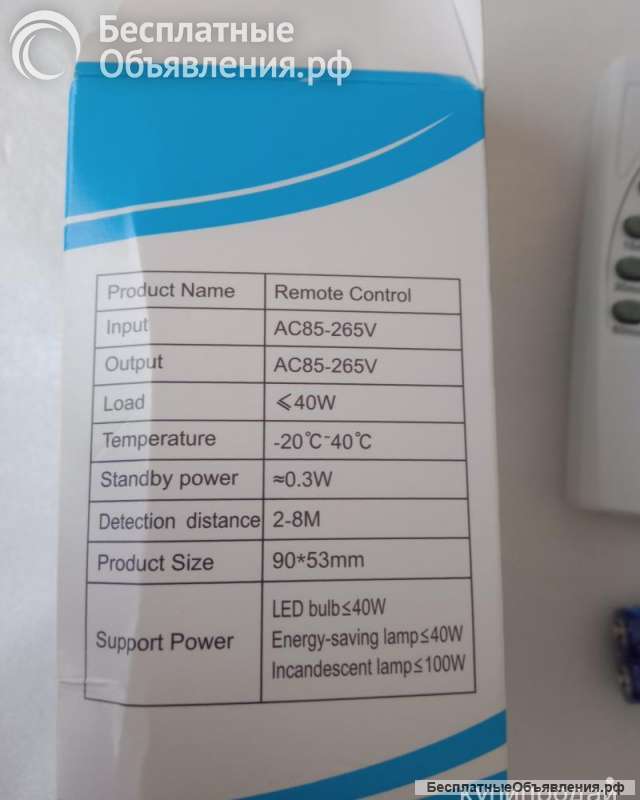 Бесплатные
Объявления.рф
Product Name Remote Control
Input AC85-265V
Output AC85-265V
Load ⩽40W
Temperature -20℃-40℃
Standby power ≈0.3W
Detection distance 2-8M
Product Size 90*53mm
Support Power
LED bulb≤40W
Energy-saving lamp≤40W
Incandescent lamp≤100W
БесплатныеОбъявления.рф